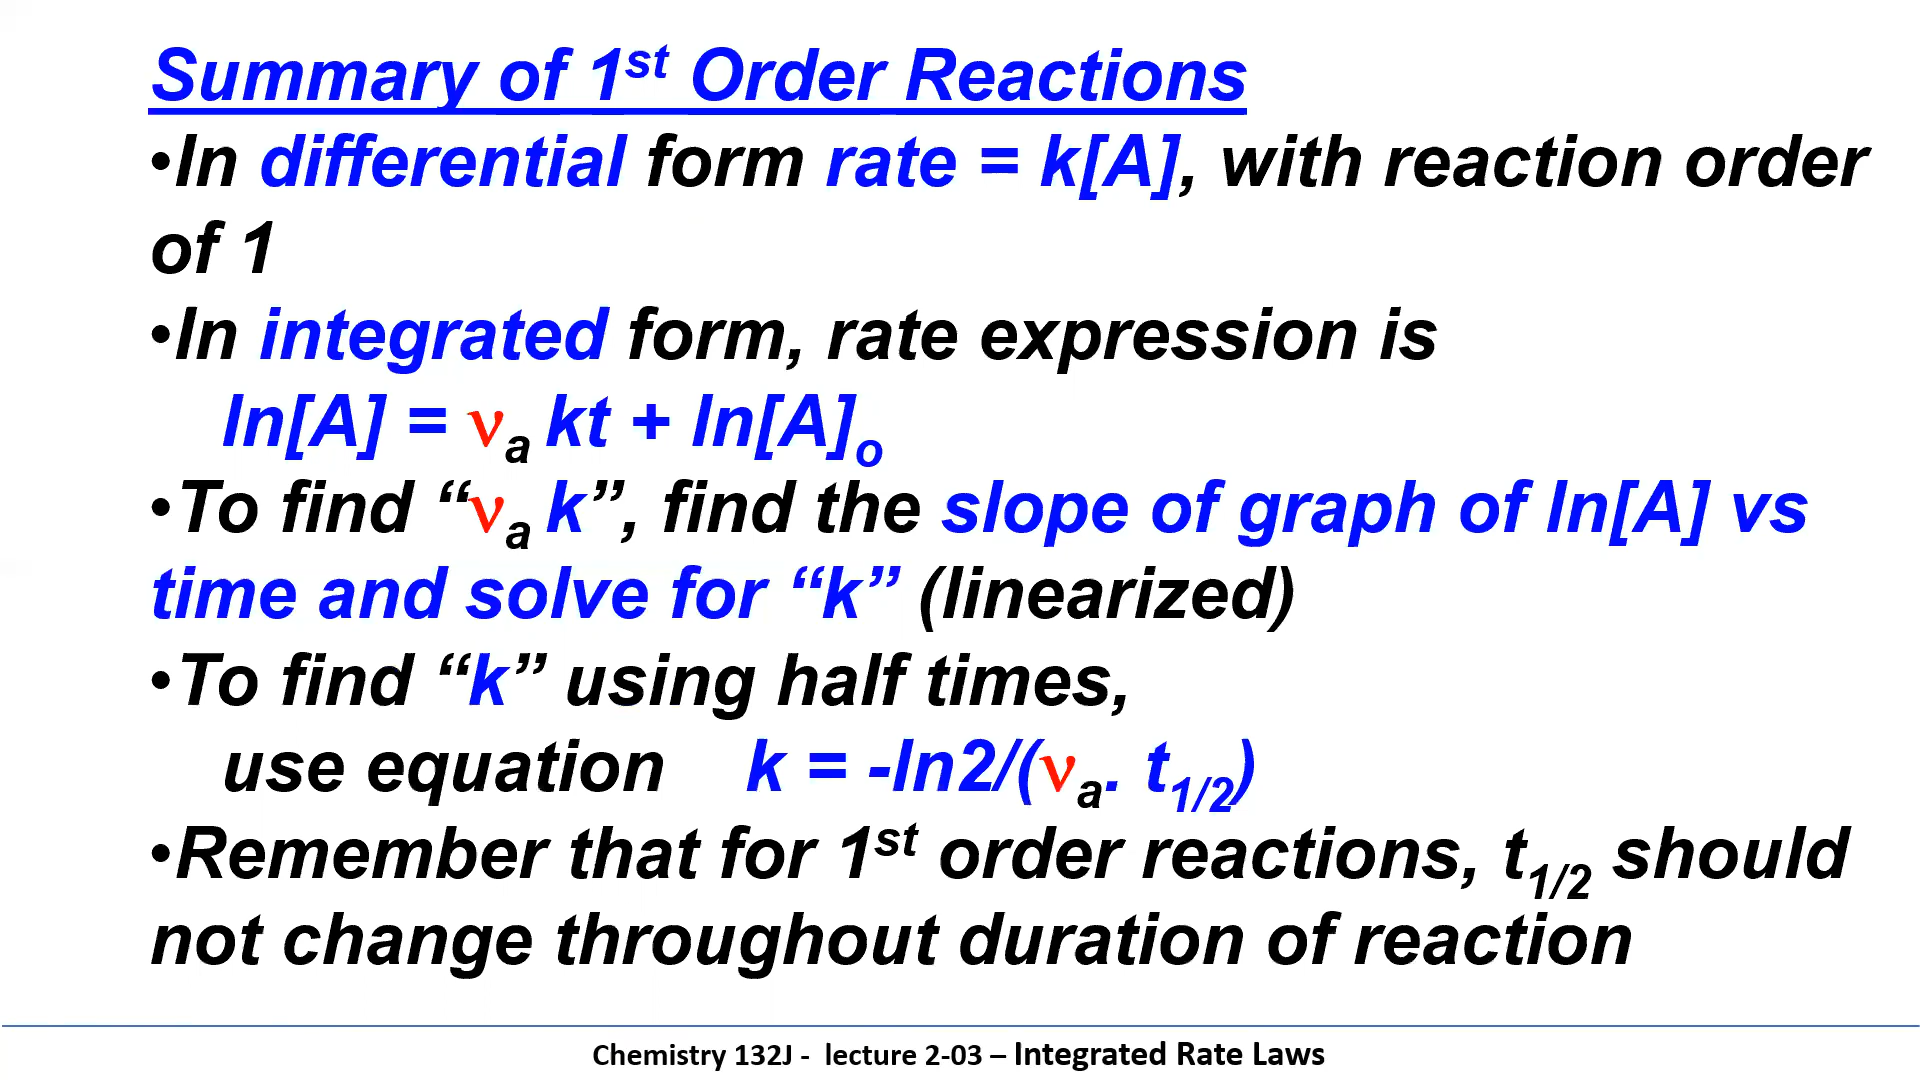 Summary of 1st Order Reactions
•In differential form rate = k[A], with reaction order
of 1
•In integrated form, rate expression is
ln[A] = νa kt + ln[A]o
•To find “νa k”, find the slope of graph of ln[A] vs
time and solve for “k” (linearized)
•To find “k” using half times,
use equation k = -ln2/(νa. t1/2)
•Remember that for 1st order reactions, t1/2 should
not change throughout duration of reaction
Chemistry 132J - lecture 2-03 – Integrated Rate Laws